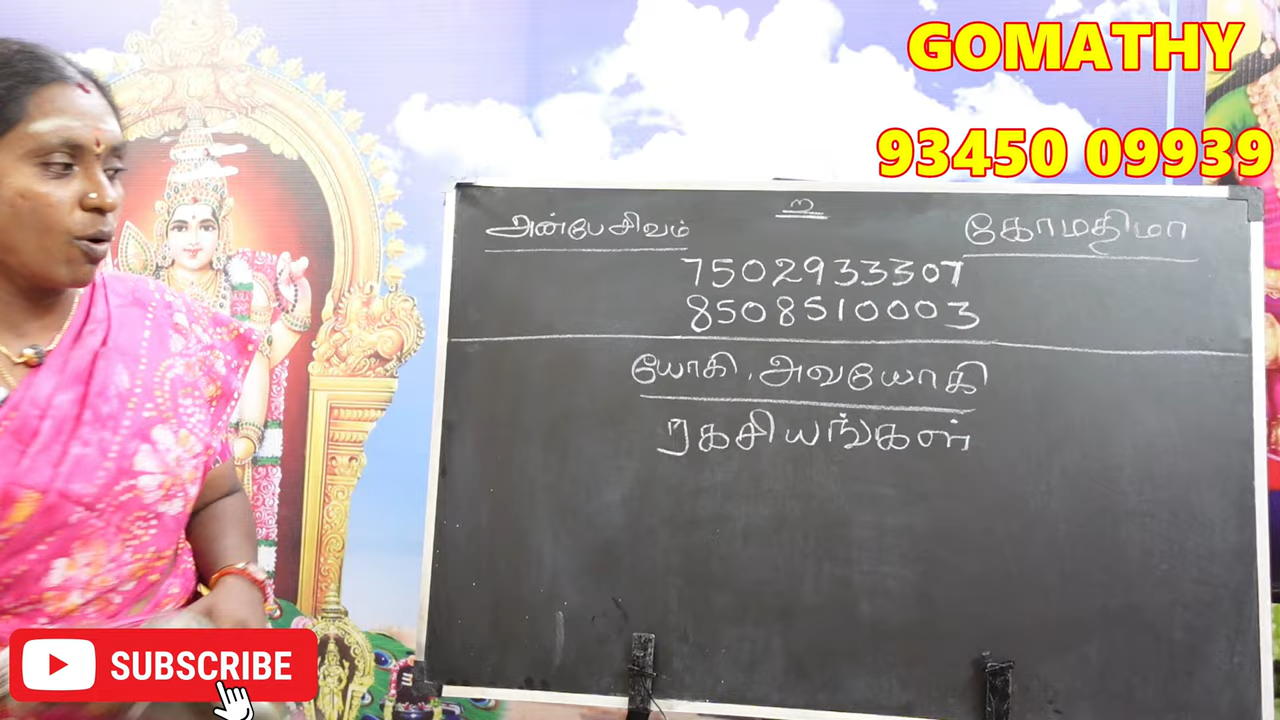 GOMATHY
93450 09939
உ
அன்பேசிவம்
கோமதிமா
7502933307
8508510003
யோகி, அவயோகி
ரகசியங்கள்
SUBSCRIBE